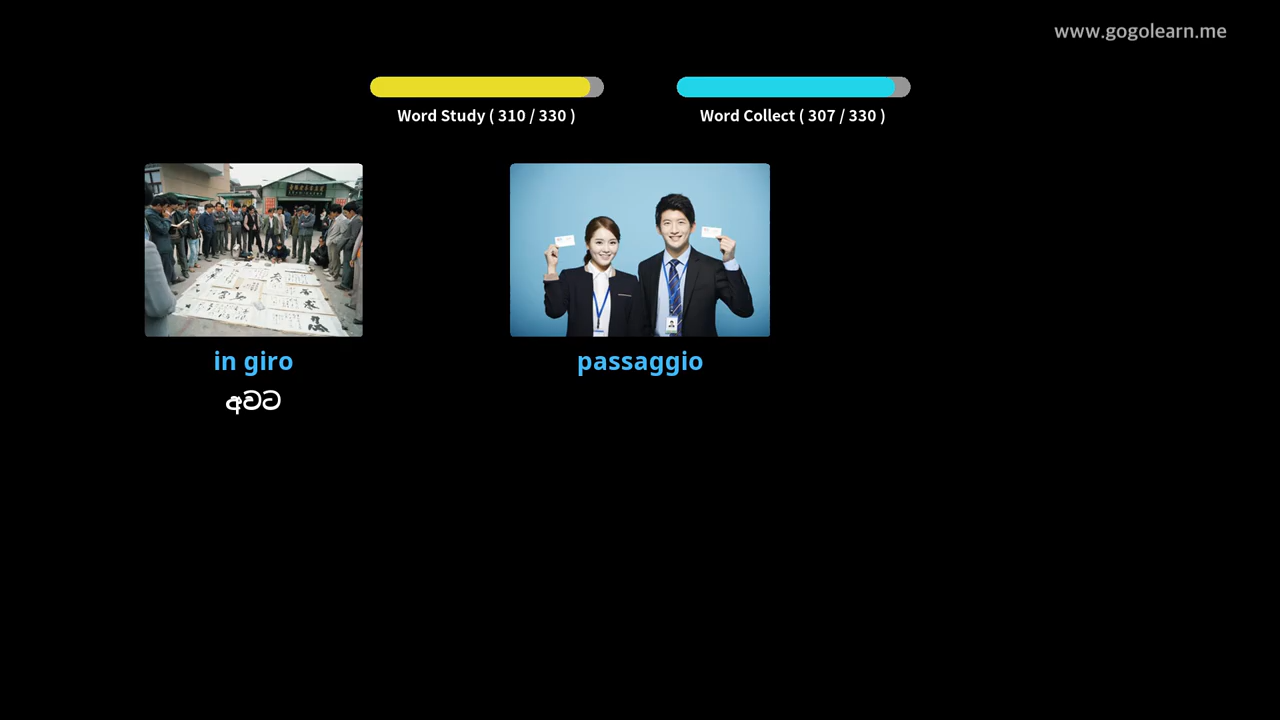 www.gogolearn.me
Word Study ( 310 / 330 )
Word Collect ( 307 / 330 )
in giro
passaggio
අවට